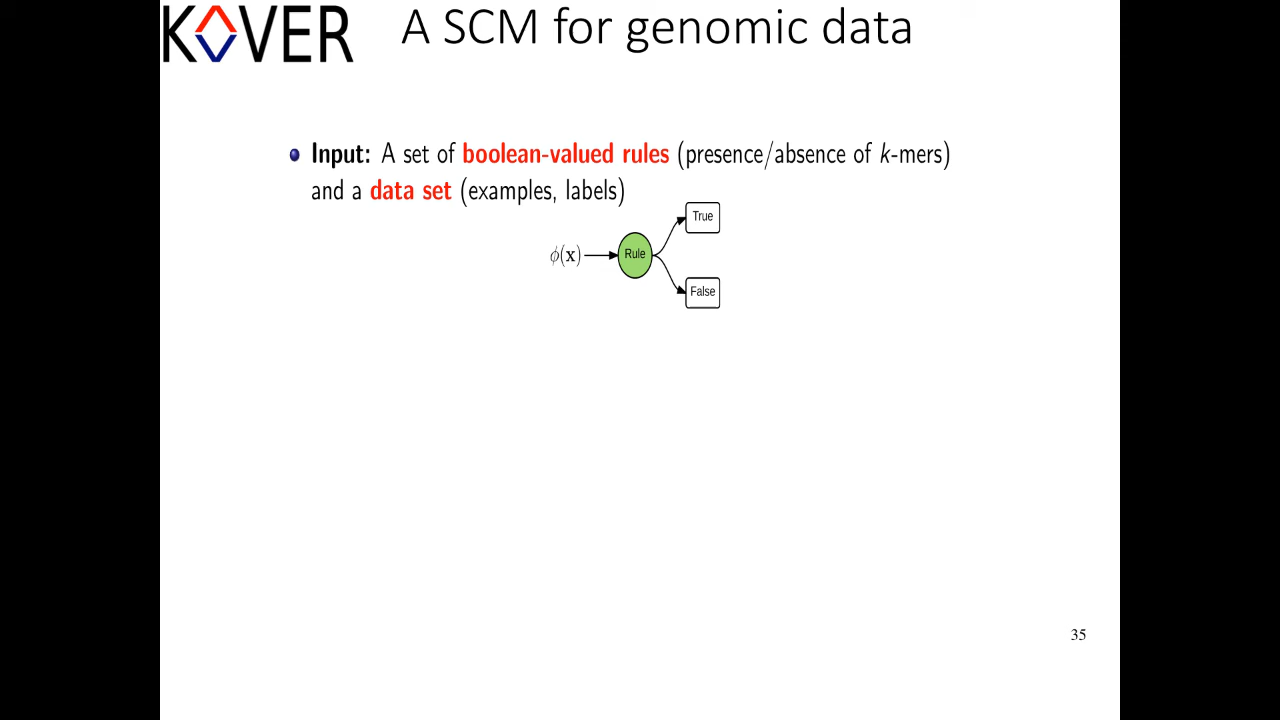 KOVER
A SCM for genomic data
Input: A set of boolean-valued rules (presence/absence of k-mers)
and a data set (examples, labels)
True
ϕ(x)
Rule
False
35